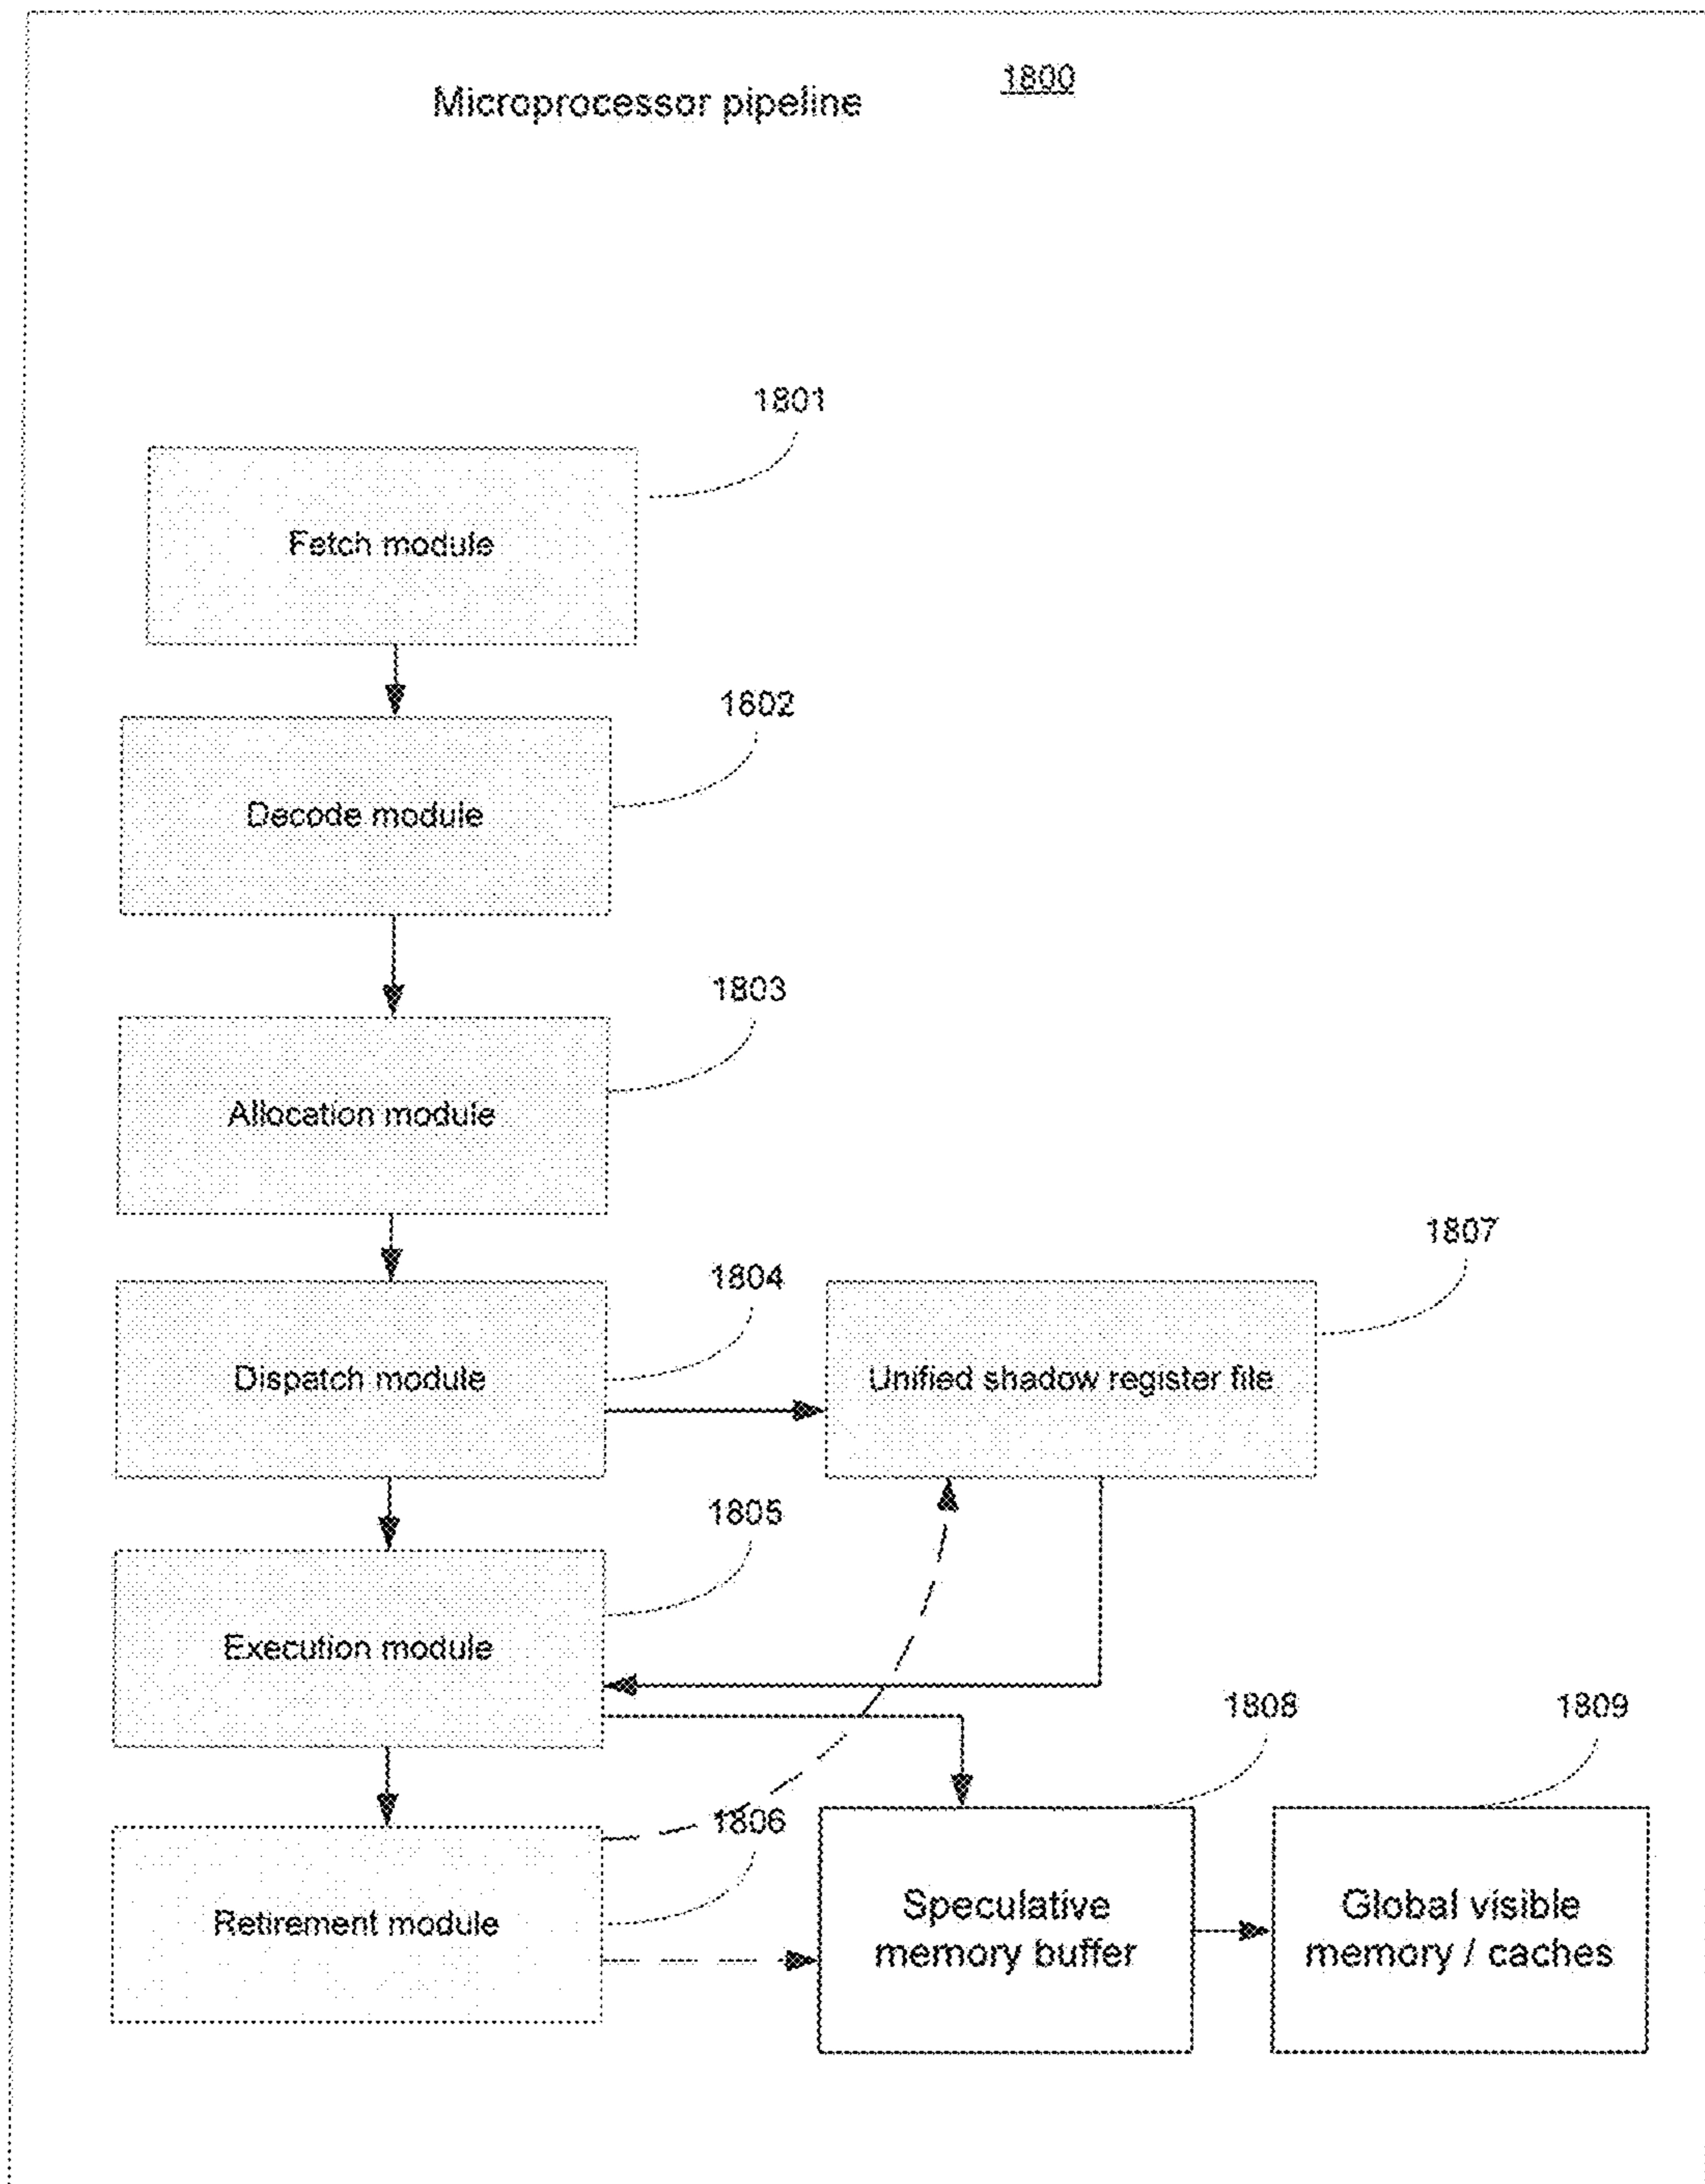 Microprocessor pipeline
1800
1801
Fetch module
1802
Decode module
1803
Allocation module
1807
1804
Dispatch module
Unified shadow register file
1805
Execution module
1808
1809
1806
Retirement module
Speculative
memory buffer
Global visible
memory / caches